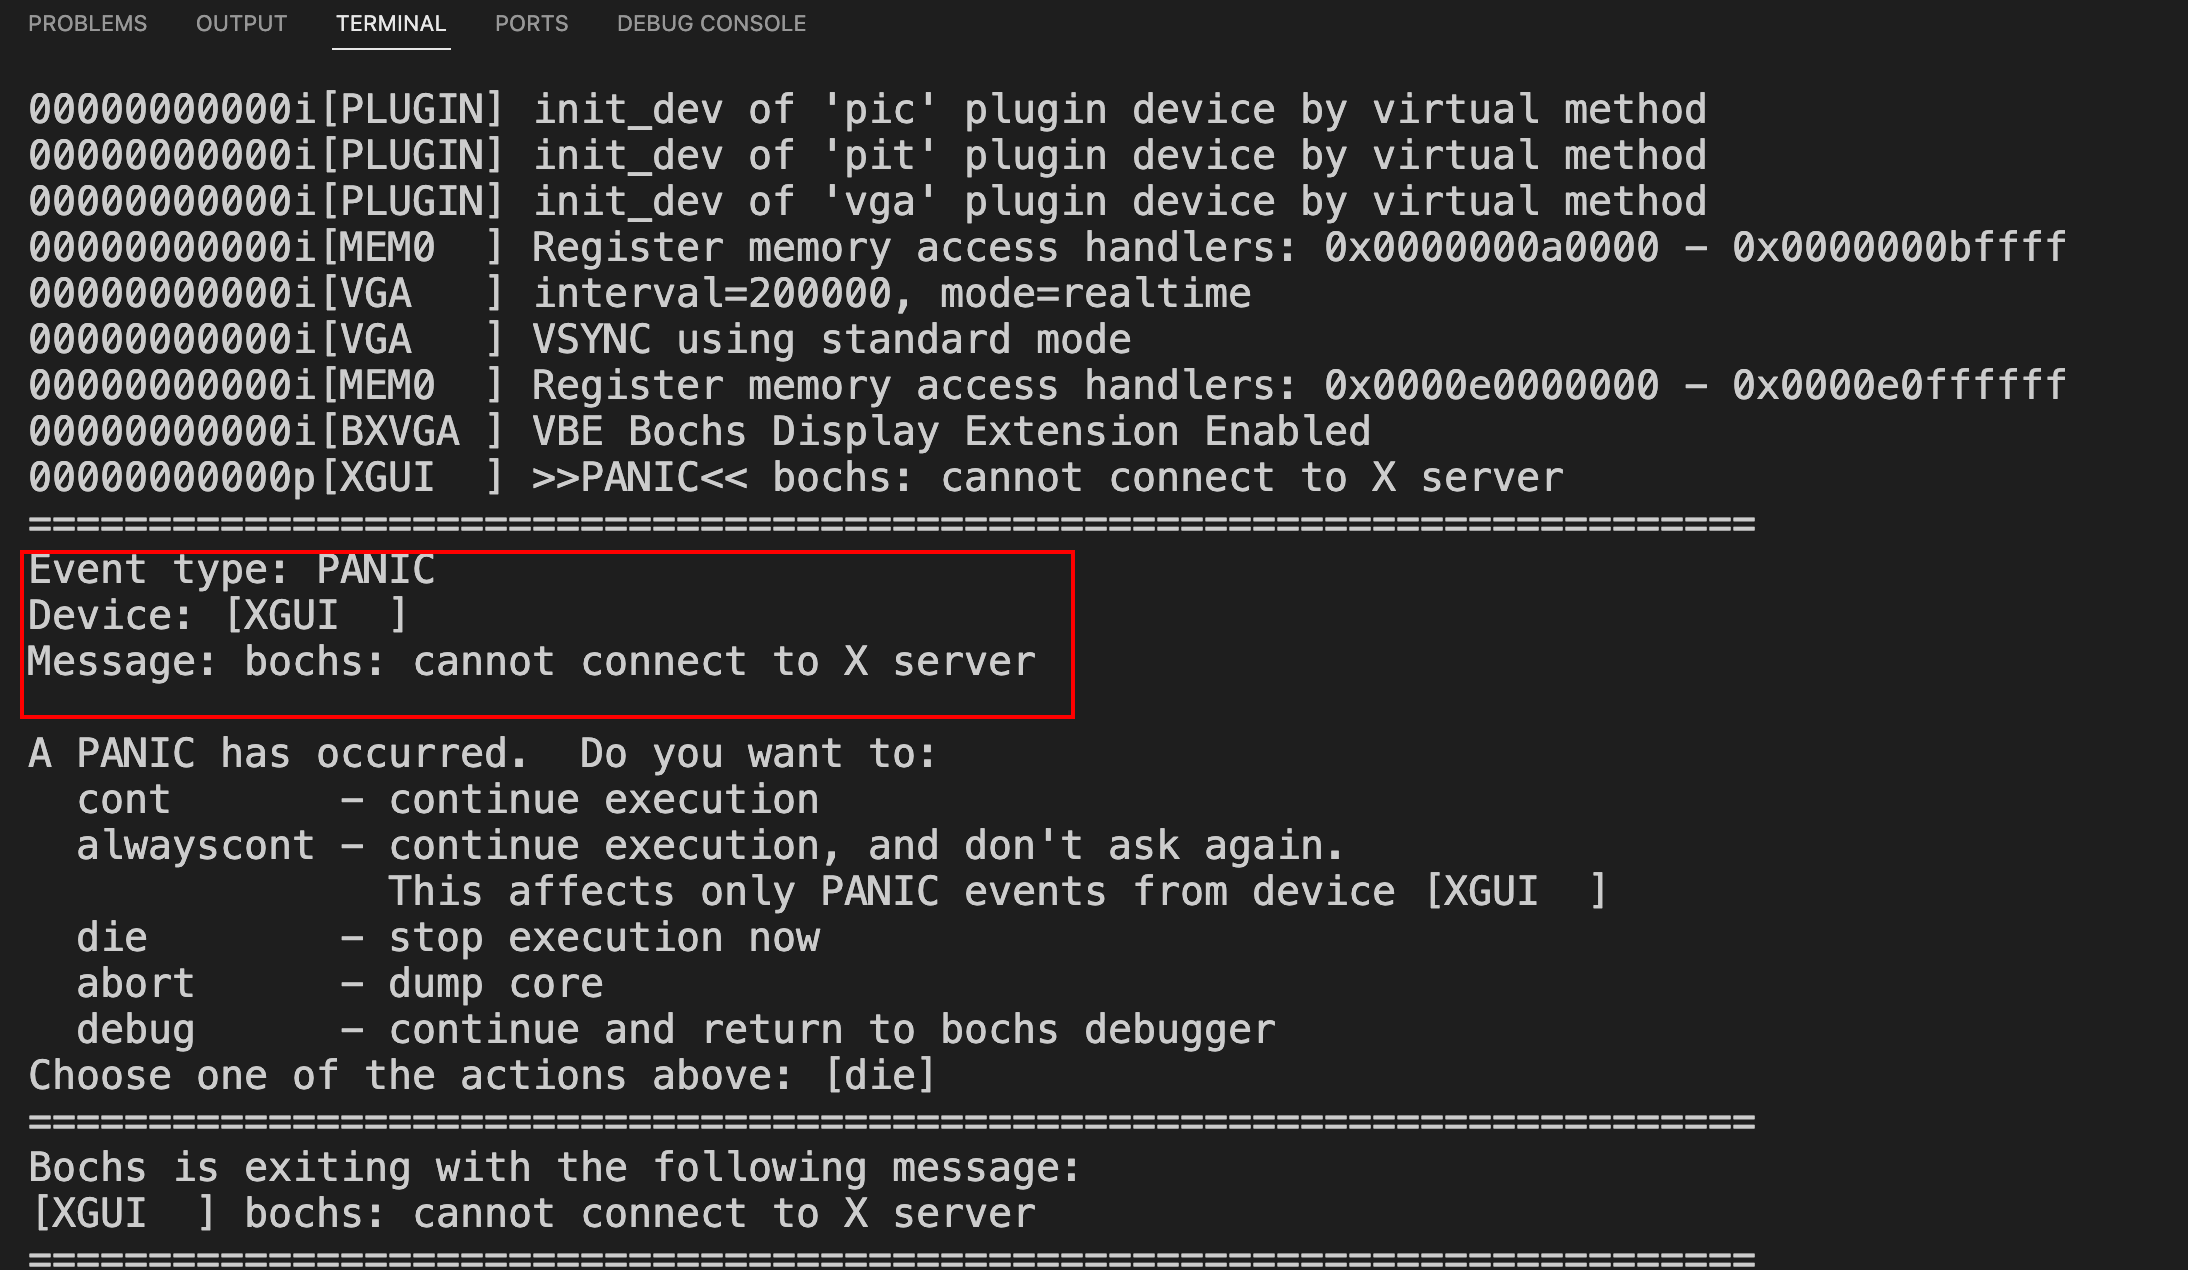 PROBLEMS OUTPUT TERMINAL PORTS DEBUG CONSOLE
00000000000i[PLUGIN] init_dev of 'pic' plugin device by virtual method
00000000000i[PLUGIN] init_dev of 'pit' plugin device by virtual method
00000000000i[PLUGIN] init_dev of 'vga' plugin device by virtual method
00000000000i[MEM0  ] Register memory access handlers: 0x0000000a0000 - 0x0000000bffff
00000000000i[VGA   ] interval=200000, mode=realtime
00000000000i[VGA   ] VSYNC using standard mode
00000000000i[MEM0  ] Register memory access handlers: 0x0000e0000000 - 0x0000e0ffffff
00000000000i[BXVGA ] VBE Bochs Display Extension Enabled
00000000000p[XGUI  ] >>PANIC<< bochs: cannot connect to X server
========================================================================
Event type: PANIC
Device: [XGUI  ]
Message: bochs: cannot connect to X server
A PANIC has occurred.  Do you want to:
  cont       - continue execution
  alwayscont - continue execution, and don't ask again.
               This affects only PANIC events from device [XGUI  ]
  die        - stop execution now
  abort      - dump core
  debug      - continue and return to bochs debugger
Choose one of the actions above: [die]
========================================================================
Bochs is exiting with the following message:
[XGUI  ] bochs: cannot connect to X server
========================================================================